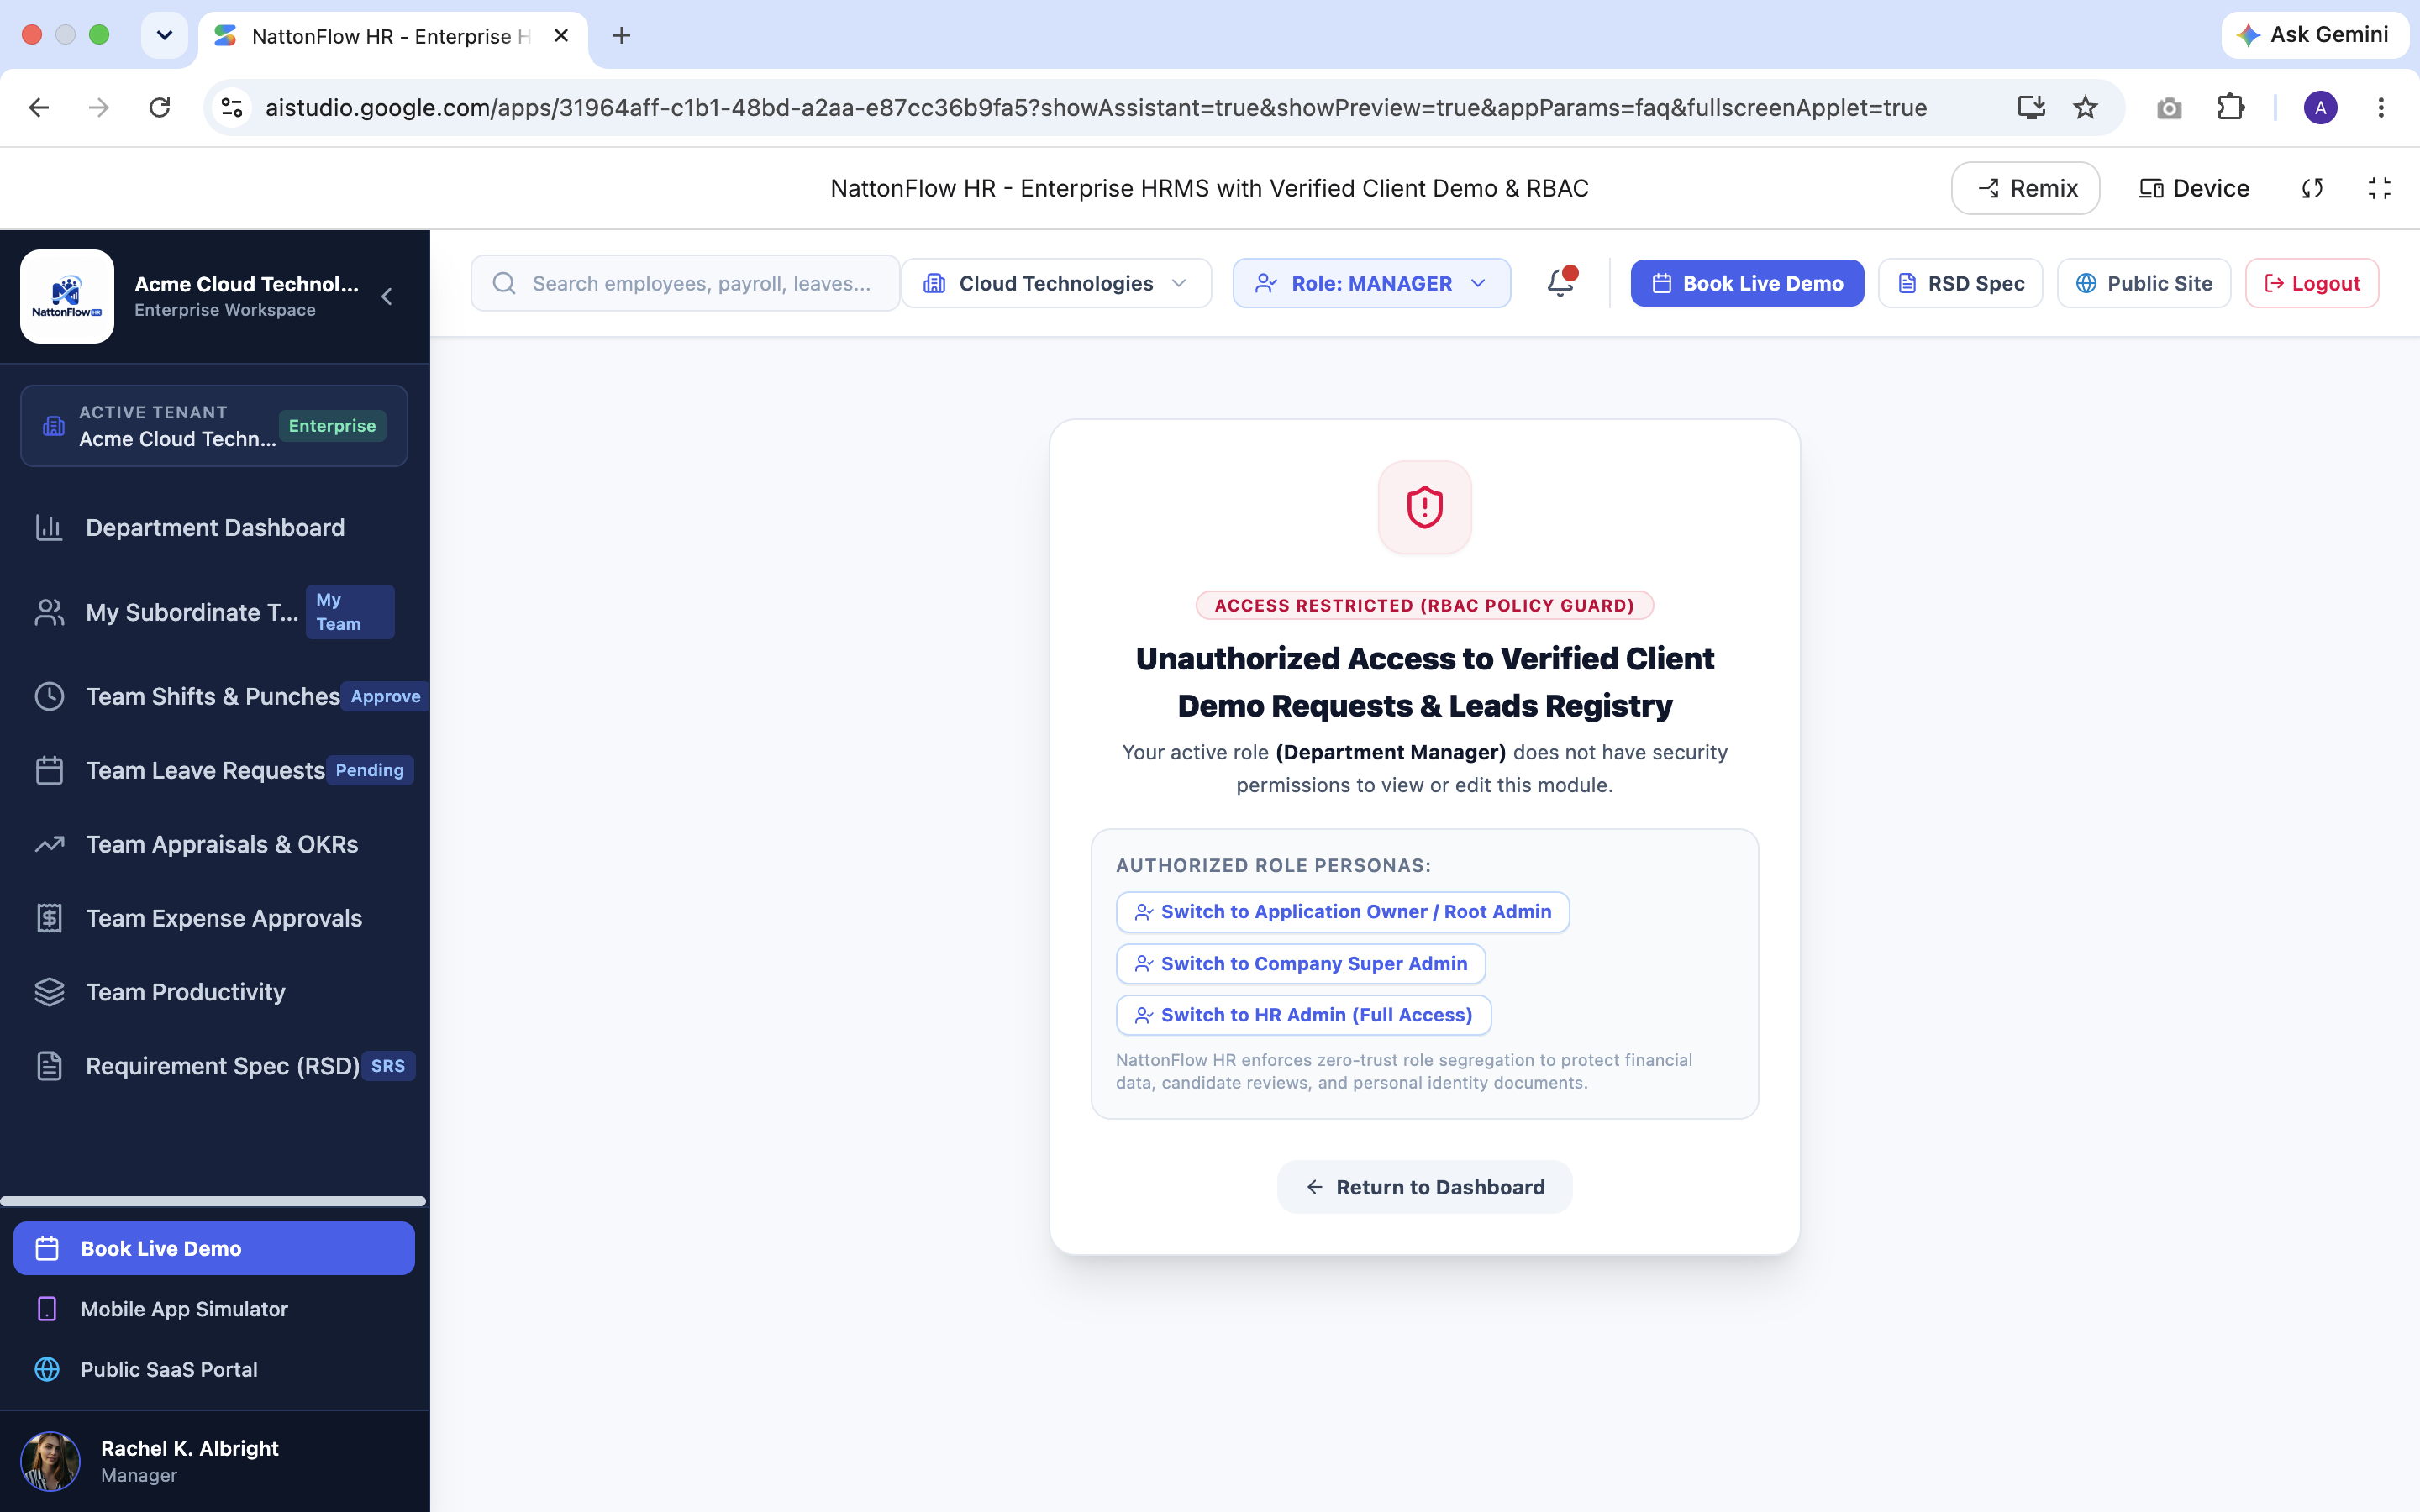 NattonFlow HR - Enterprise H
Ask Gemini
aistudio.google.com/apps/31964aff-c1b1-48bd-a2aa-e87cc36b9fa5?showAssistant=true&showPreview=true&appParams=faq&fullscreenApplet=true
A
NattonFlow HR - Enterprise HRMS with Verified Client Demo & RBAC
Remix
Device
NattonFlow HR
Acme Cloud Technol...
Enterprise Workspace
Search employees, payroll, leaves...
Cloud Technologies
Role: MANAGER
Book Live Demo
RSD Spec
Public Site
Logout
ACTIVE TENANT
Acme Cloud Techn...
Enterprise
Department Dashboard
My Subordinate T...
My
Team
Team Shifts & Punches
Approve
Team Leave Requests
Pending
Team Appraisals & OKRs
Team Expense Approvals
Team Productivity
Requirement Spec (RSD)
SRS
Book Live Demo
Mobile App Simulator
Public SaaS Portal
Rachel K. Albright
Manager
ACCESS RESTRICTED (RBAC POLICY GUARD)
Unauthorized Access to Verified Client
Demo Requests & Leads Registry
Your active role (Department Manager) does not have security
permissions to view or edit this module.
AUTHORIZED ROLE PERSONAS:
Switch to Application Owner / Root Admin
Switch to Company Super Admin
Switch to HR Admin (Full Access)
NattonFlow HR enforces zero-trust role segregation to protect financial
data, candidate reviews, and personal identity documents.
Return to Dashboard